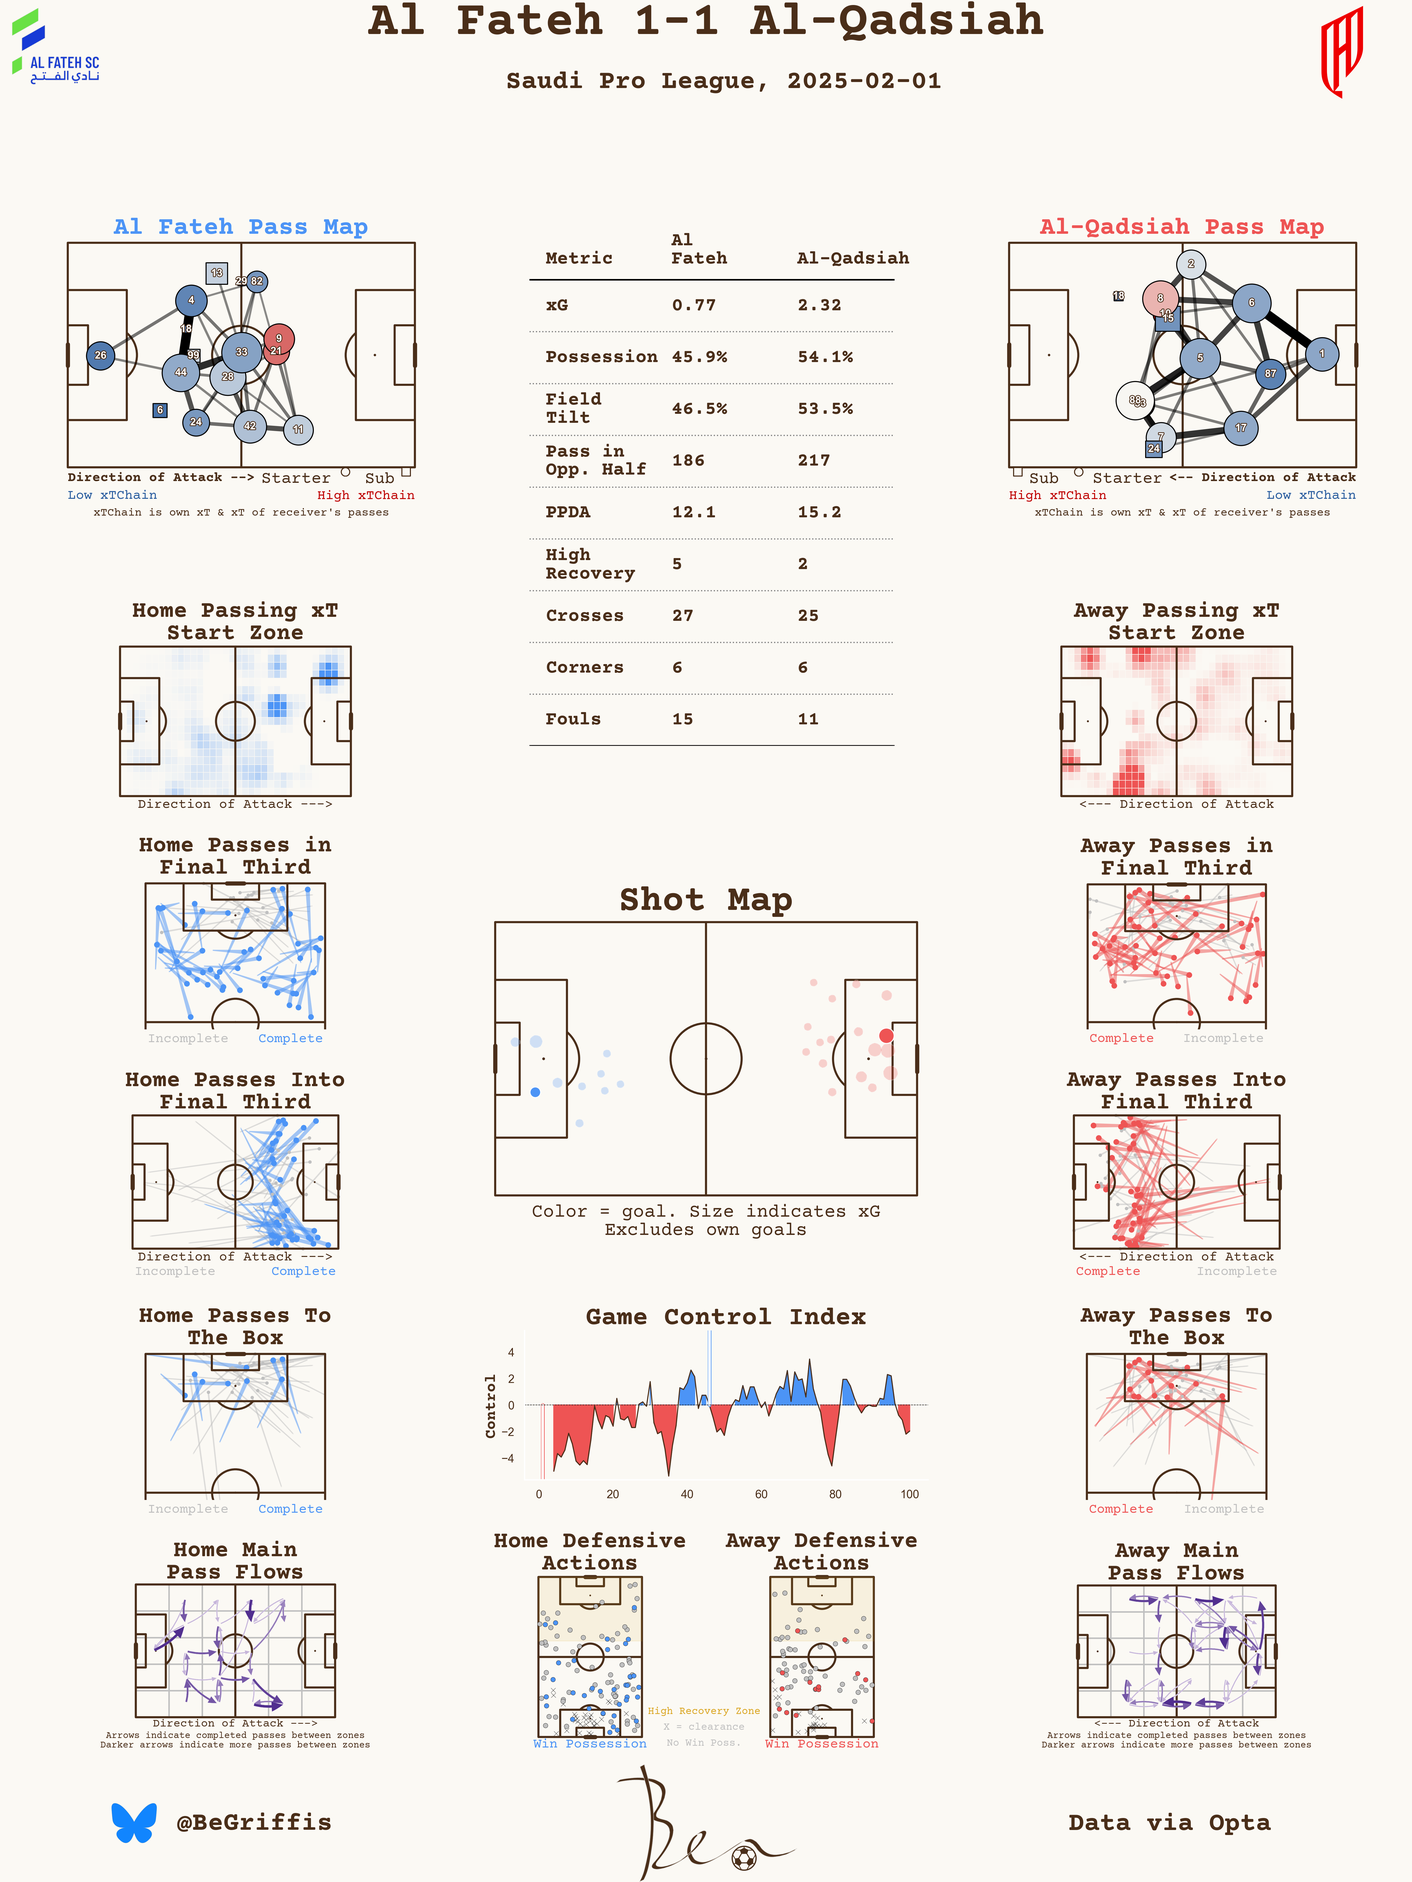 Al Fateh 1-1 Al-Qadsiah
Saudi Pro League, 2025-02-01
AL FATEH SC
نادي الفتح
Al Fateh Pass Map
13
29
82
4
18
9
21
33
99
26
44
28
6
24
42
11
Direction of Attack --> Starter Sub
Low xTChain High xTChain
xTChain is own xT & xT of receiver's passes
Metric Al Fateh Al-Qadsiah
xG 0.77 2.32
Possession 45.9% 54.1%
Field Tilt 46.5% 53.5%
Pass in Opp. Half 186 217
PPDA 12.1 15.2
High Recovery 5 2
Crosses 27 25
Corners 6 6
Fouls 15 11
Al-Qadsiah Pass Map
2
18
8
6
15
5
1
87
88
7
17
24
Sub Starter <-- Direction of Attack
High xTChain Low xTChain
xTChain is own xT & xT of receiver's passes
Home Passing xT
Start Zone
Direction of Attack --->
Away Passing xT
Start Zone
<--- Direction of Attack
Home Passes in
Final Third
Incomplete Complete
Away Passes in
Final Third
Complete Incomplete
Shot Map
Color = goal. Size indicates xG
Excludes own goals
Home Passes Into
Final Third
Direction of Attack --->
Incomplete Complete
Away Passes Into
Final Third
<--- Direction of Attack
Complete Incomplete
Home Passes To
The Box
Incomplete Complete
Game Control Index
Control
4
2
0
−2
−4
0 20 40 60 80 100
Away Passes To
The Box
Complete Incomplete
Home Main
Pass Flows
Direction of Attack --->
Arrows indicate completed passes between zones
Darker arrows indicate more passes between zones
Home Defensive
Actions
Win Possession
High Recovery Zone
X = clearance
No Win Poss.
Away Defensive
Actions
Win Possession
Away Main
Pass Flows
<--- Direction of Attack
Arrows indicate completed passes between zones
Darker arrows indicate more passes between zones
@BeGriffis
Ben
Data via Opta